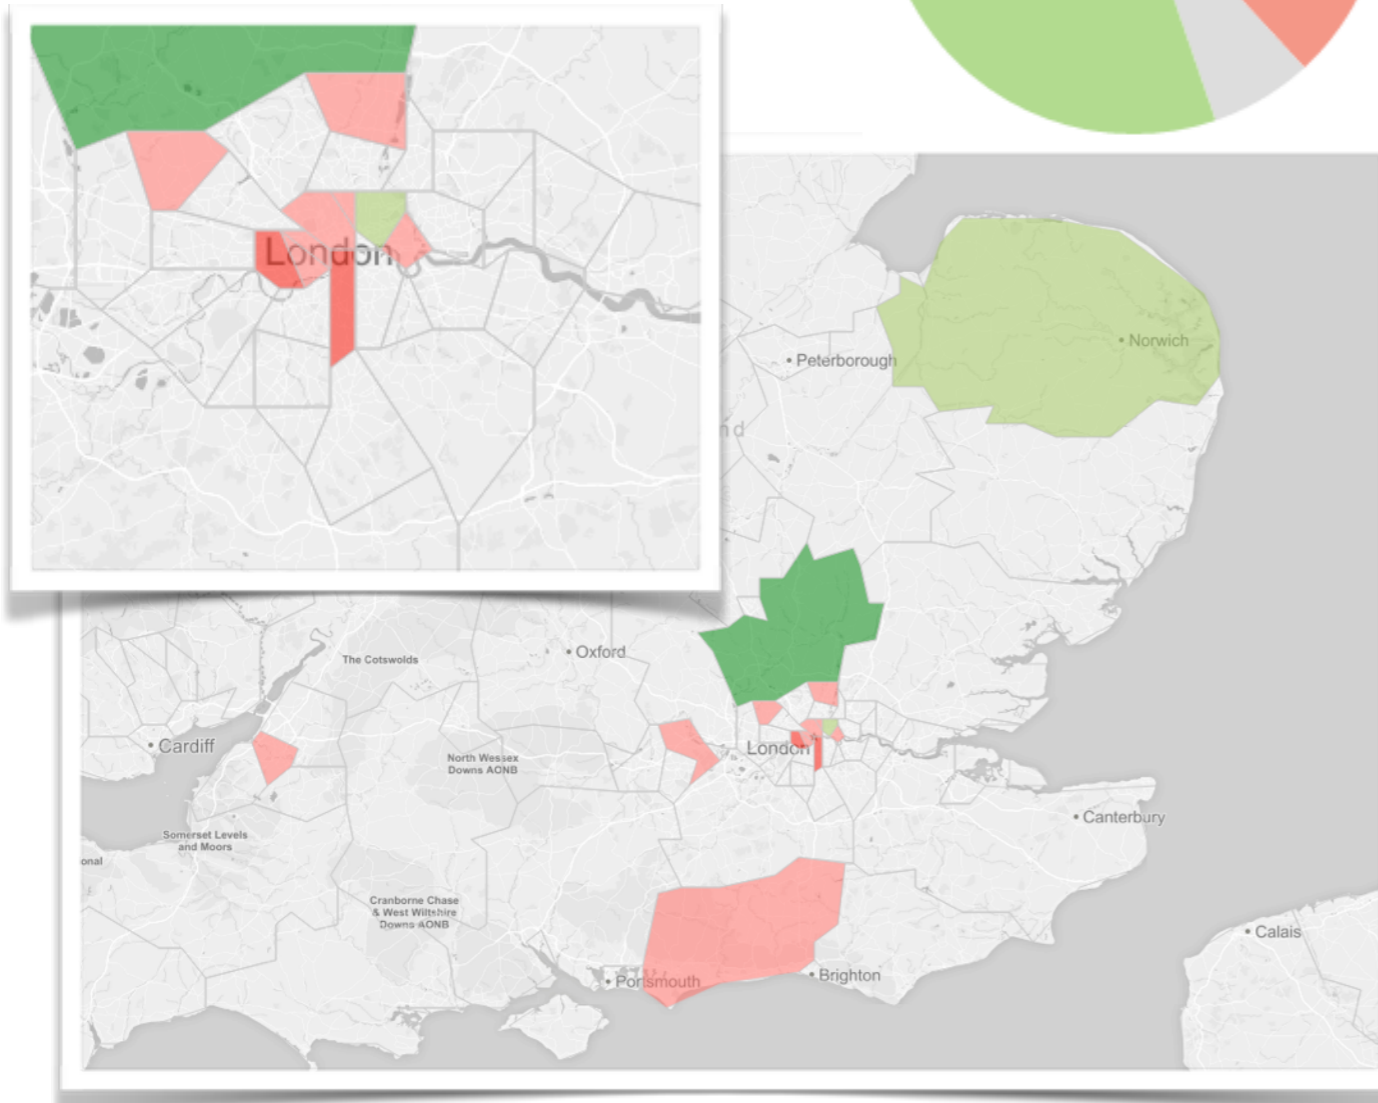 London
Norwich
Peterborough
nd
Oxford
The Cotswolds
Cardiff
London
North Wessex
Downs AONB
Canterbury
Somerset Levels
and Moors
onal
Cranborne Chase
& West Wiltshire
Downs AONB
Calais
Portsmouth
Brighton